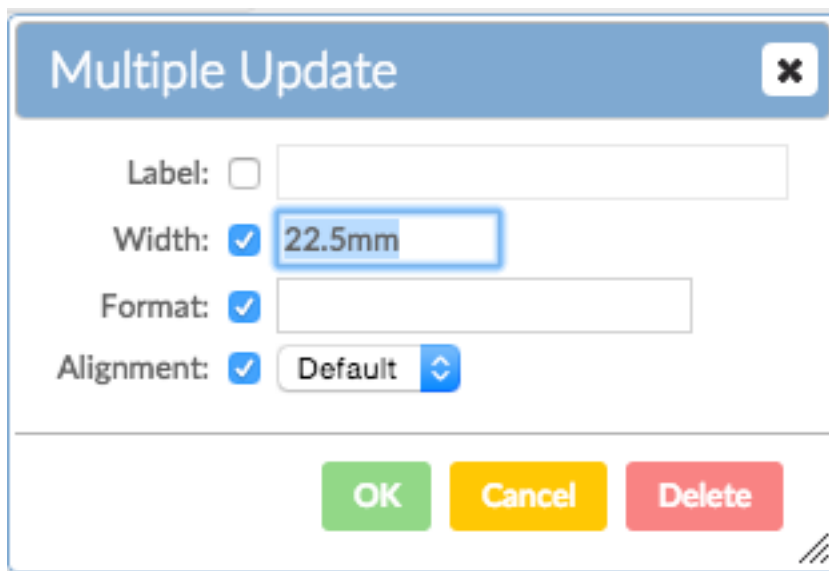 Multiple Update
Label:
Width: 22.5mm
Format:
Alignment: Default
OK Cancel Delete